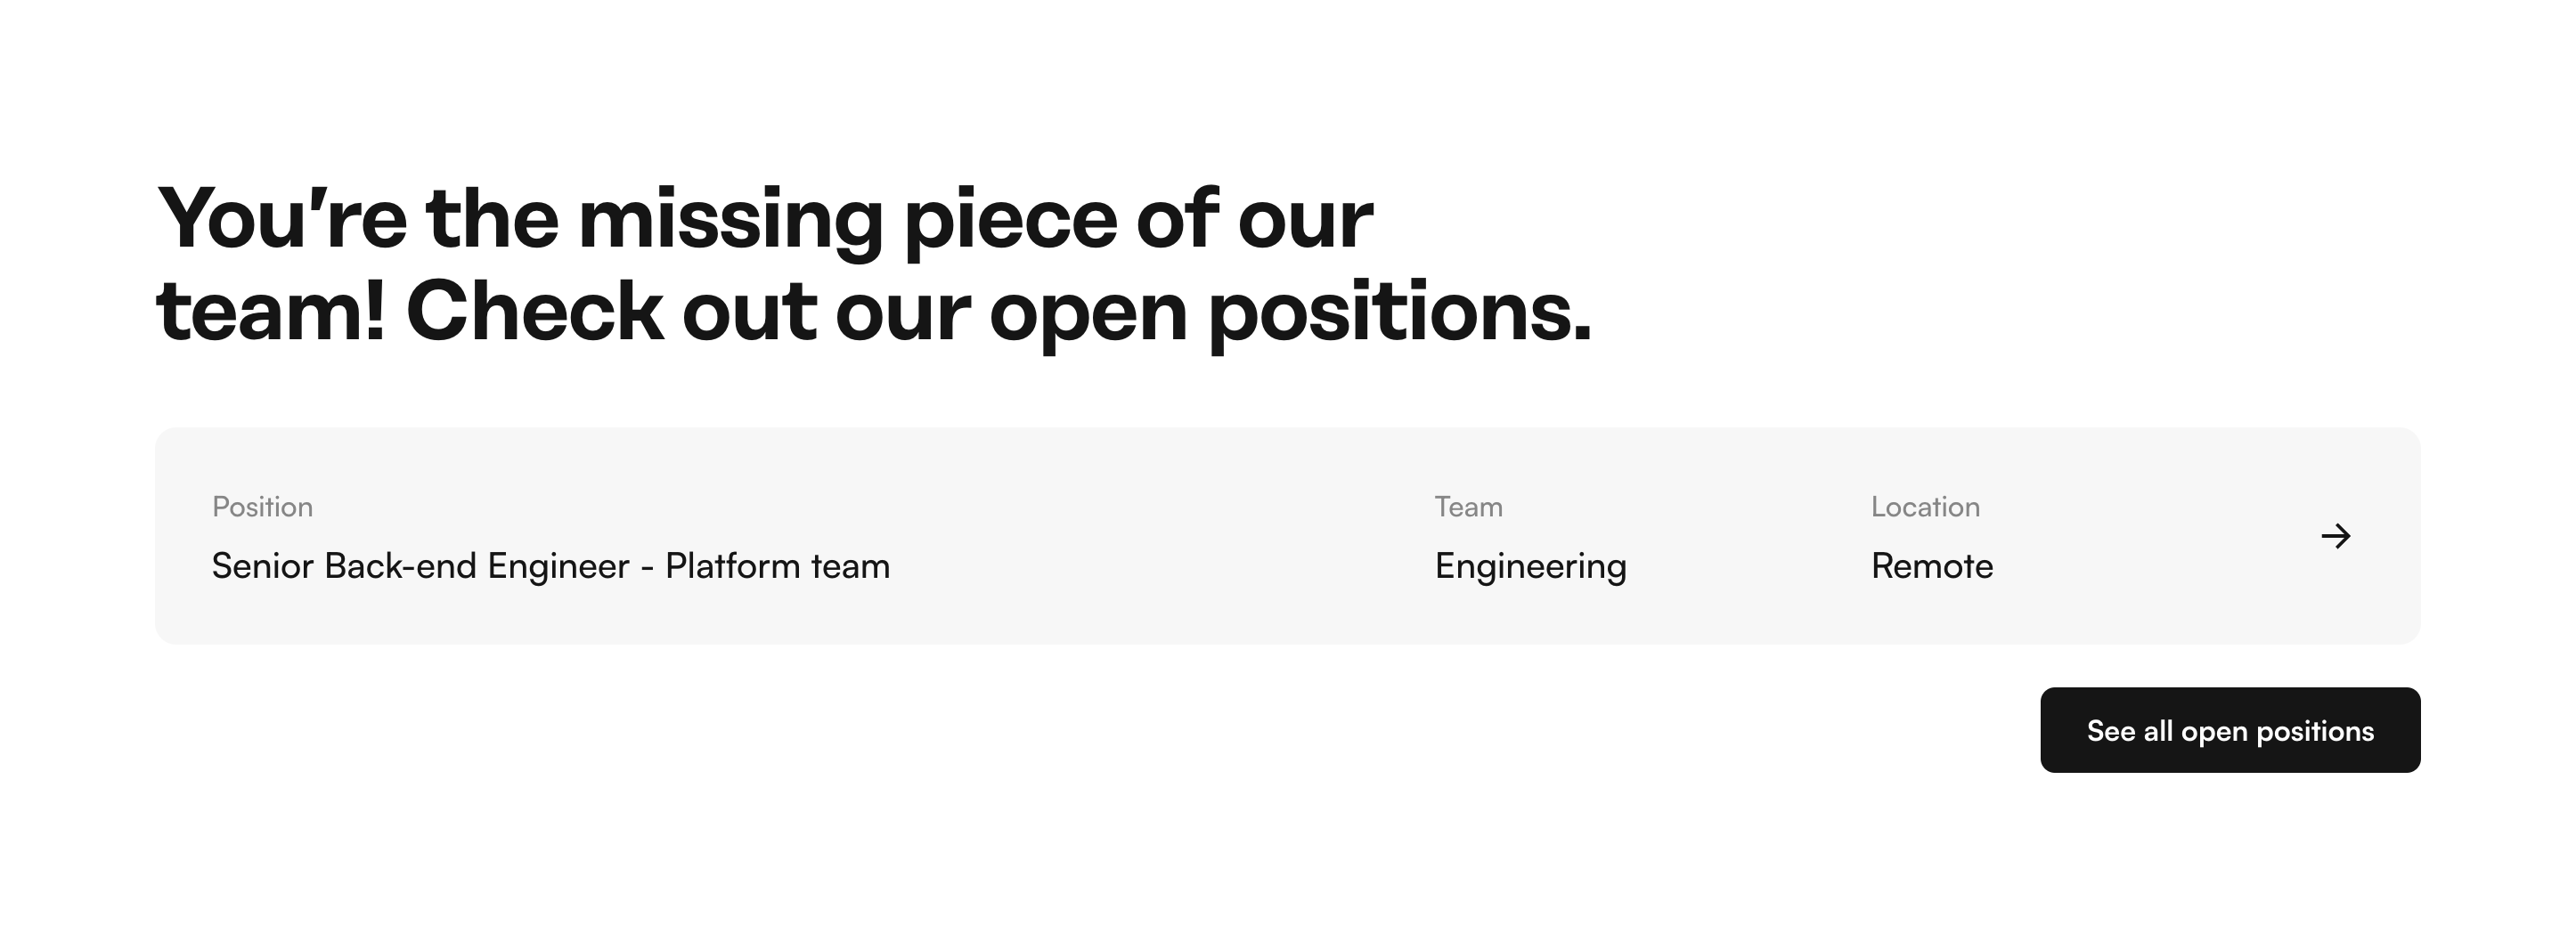 You’re the missing piece of our
team! Check out our open positions.
Position
Senior Back-end Engineer - Platform team
Team
Engineering
Location
Remote
See all open positions